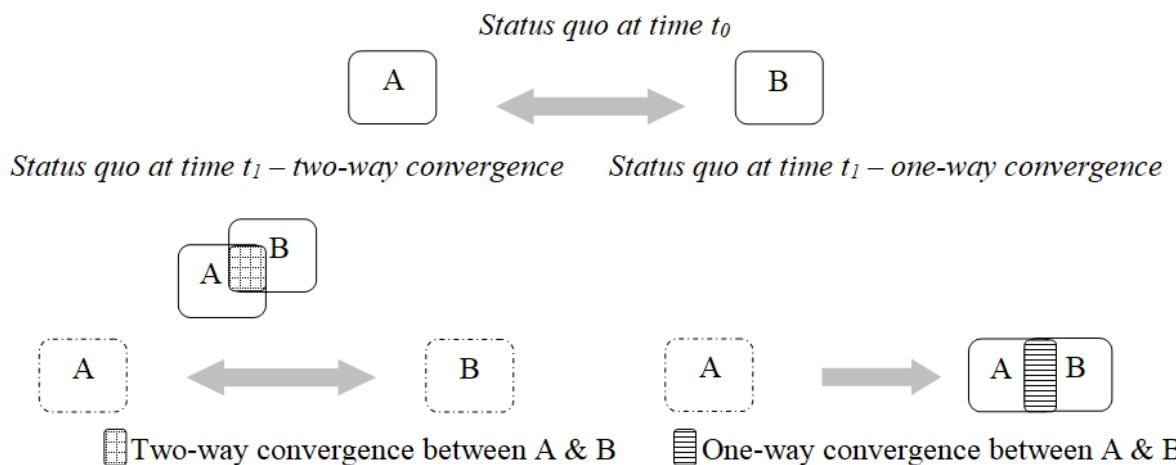 Status quo at time t0
A B
Status quo at time t1 – two-way convergence
Status quo at time t1 – one-way convergence
B
A
A B
A A B
Two-way convergence between A & B
One-way convergence between A & B